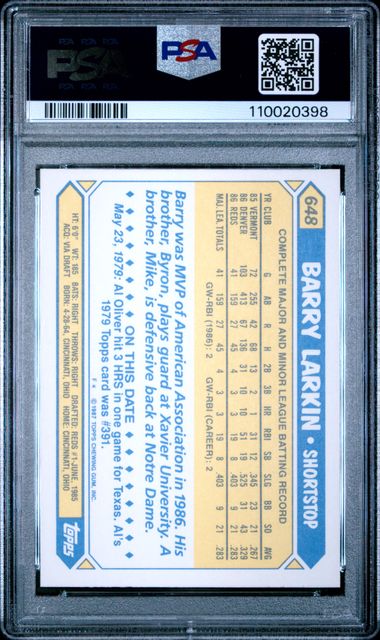 PSA
PSA
110020398
648
BARRY LARKIN • SHORTSTOP
COMPLETE MAJOR AND MINOR LEAGUE BATTING RECORD
YR CLUB G AB R H 2B 3B HR RBI SB SLG BB SO AVG
85 VERMONT 72 255 42 68 13 2 1 31 12 .345 23 21 .267
86 DENVER 103 413 67 136 31 10 10 51 19 .525 31 43 .329
86 REDS 41 159 27 45 4 3 3 19 8 .403 9 21 .283
MAJ. LEA. TOTALS 41 159 27 45 4 3 3 19 8 .403 9 21 .283
GW-RBI (1986): 2 GW-RBI (CAREER): 2
Barry was MVP of American Association in 1986. His
brother, Byron, plays guard at Xavier University. A
brother, Mike, is defensive back at Notre Dame.
ON THIS DATE
May 23, 1979: Al Oliver hit 3 HRS in one game for Texas. Al's
1979 Topps card was #391.
F* © 1987 TOPPS CHEWING GUM, INC.
HT: 6'0" WT: 185 BATS: RIGHT THROWS: RIGHT DRAFTED: REDS #1-JUNE, 1985
ACQ: VIA DRAFT BORN: 4-28-64, CINCINNATI, OHIO HOME: CINCINNATI, OHIO
topps